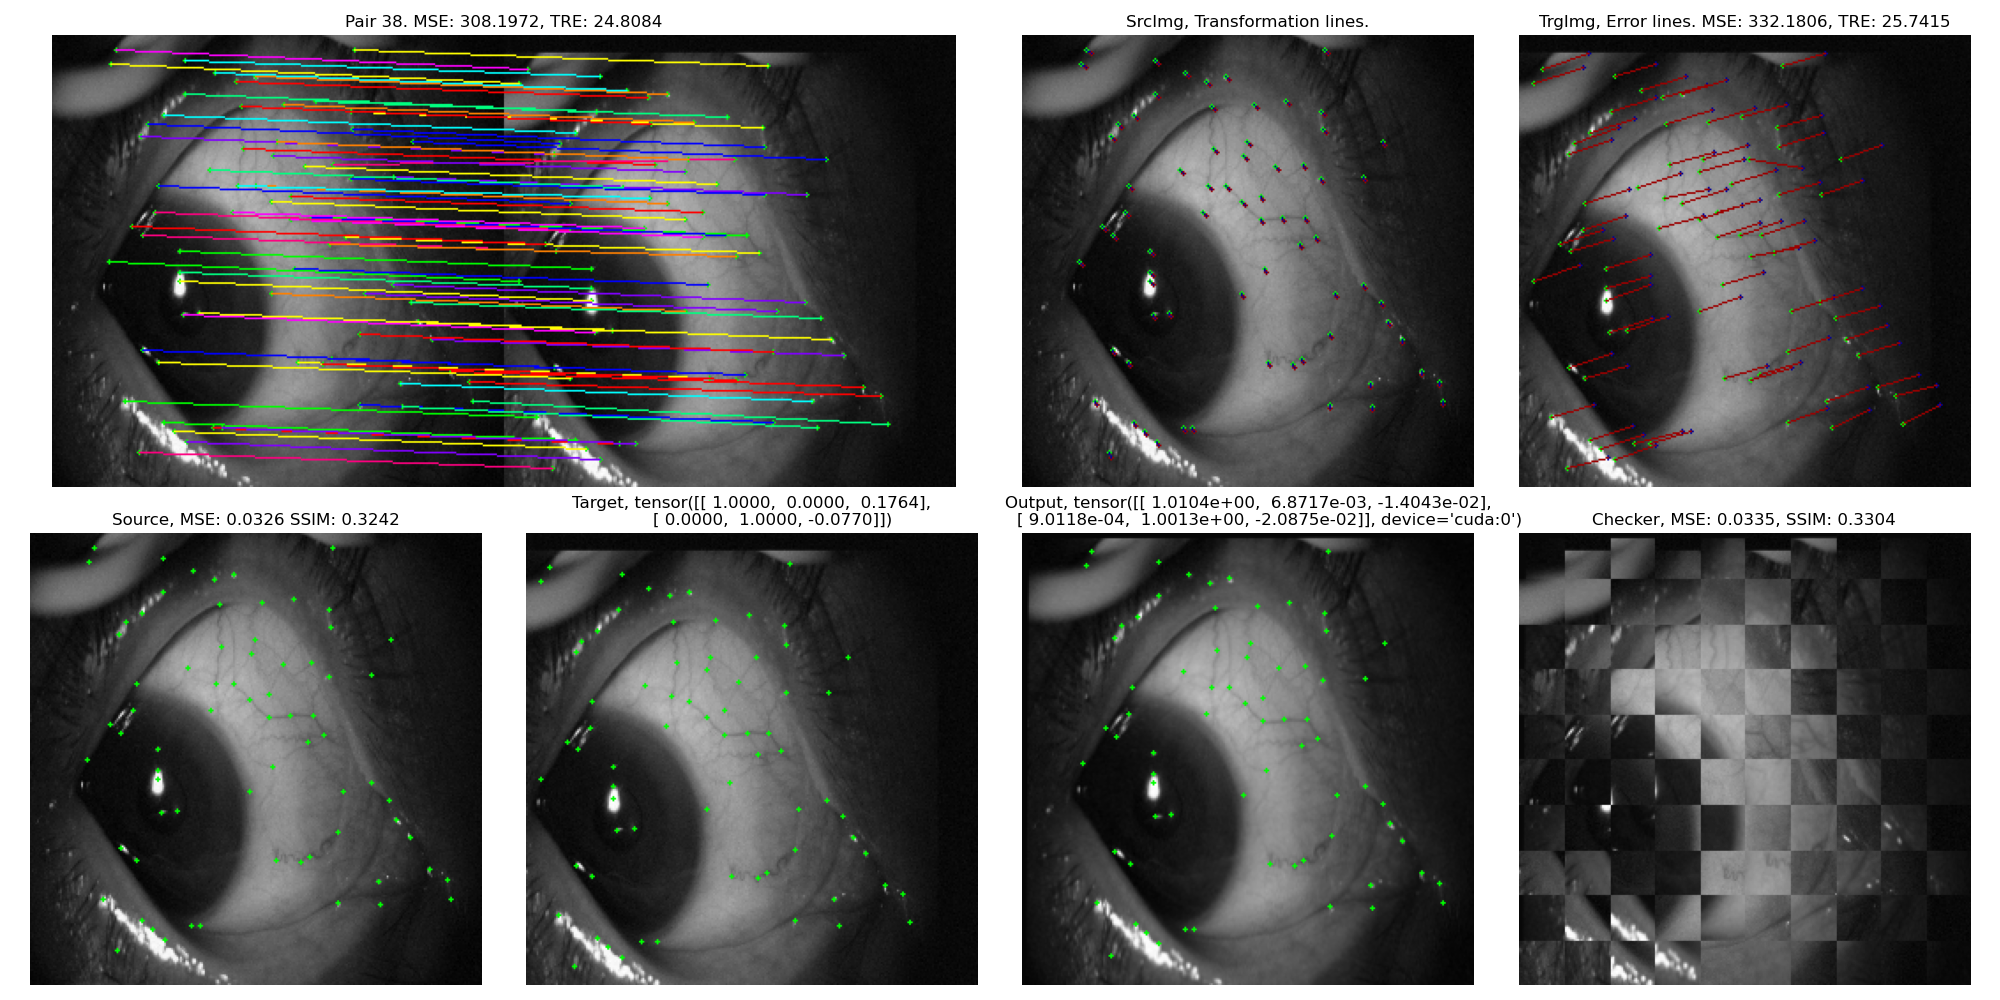 Pair 38. MSE: 308.1972, TRE: 24.8084
SrcImg, Transformation lines.
TrgImg, Error lines. MSE: 332.1806, TRE: 25.7415
Source, MSE: 0.0326 SSIM: 0.3242
Target, tensor([[ 1.0000, 0.0000, 0.1764],
[ 0.0000, 1.0000, -0.0770]])
Output, tensor([[ 1.0104e+00, 6.8717e-03, -1.4043e-02],
[ 9.0118e-04, 1.0013e+00, -2.0875e-02]], device='cuda:0')
Checker, MSE: 0.0335, SSIM: 0.3304